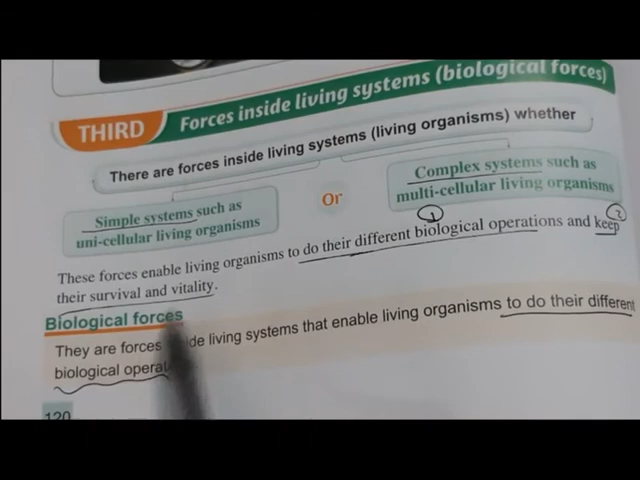 THIRD Forces inside living systems (biological forces)
There are forces inside living systems (living organisms) whether
Simple systems such as
uni-cellular living organisms
Or
Complex systems such as
multi-cellular living organisms
1 2
These forces enable living organisms to do their different biological operations and keep
their survival and vitality.
Biological forces
They are forces living systems that enable living organisms to do their different
biological
120